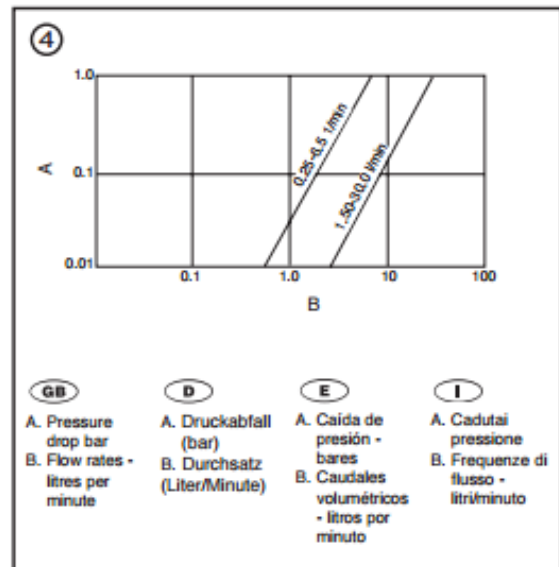 4
1.0
0.1
0.01
A
0.25-6.5 1/min
1.50-30.0 l/min
0.1
1.0
10
100
B
GB
A. Pressure
drop bar
B. Flow rates -
litres per
minute
D
A. Druckabfall
(bar)
B. Durchsatz
(Liter/Minute)
E
A. Caída de
presión -
bares
B. Caudales
volumétricos
- litros por
minuto
I
A. Cadutai
pressione
B. Frequenze di
flusso -
litri/minuto